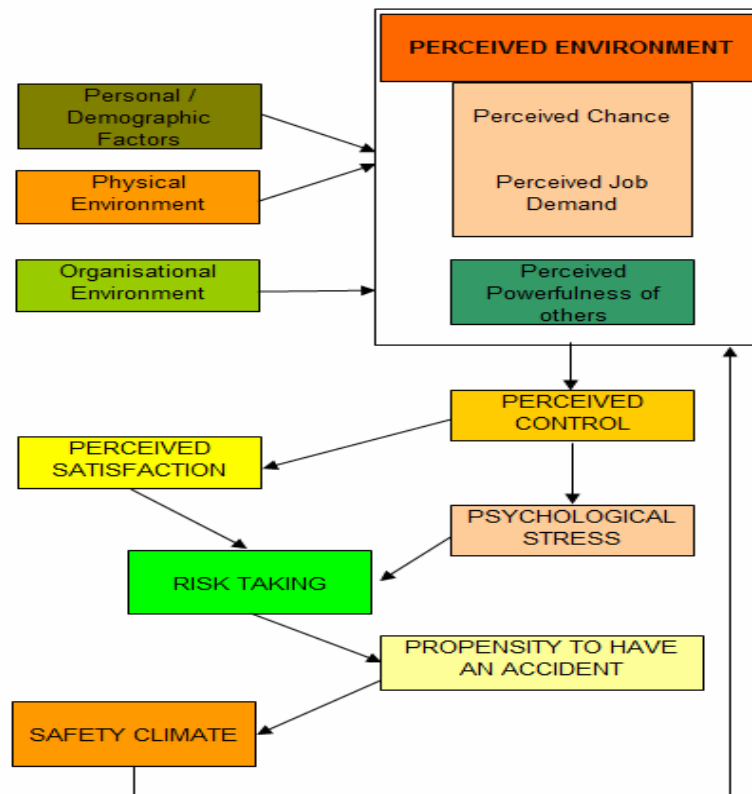 PERCEIVED ENVIRONMENT
Personal /
Demographic
Factors
Perceived Chance
Physical
Environment
Perceived Job
Demand
Organisational
Environment
Perceived
Powerfulness of
others
PERCEIVED
CONTROL
PERCEIVED
SATISFACTION
PSYCHOLOGICAL
STRESS
RISK TAKING
PROPENSITY TO HAVE
AN ACCIDENT
SAFETY CLIMATE